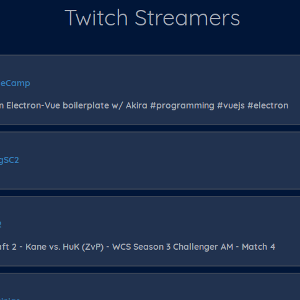 Twitch Streamers
eCamp
n Electron-Vue boilerplate w/ Akira #programming #vuejs #electron
gSC2
aft 2 - Kane vs. HuK (ZvP) - WCS Season 3 Challenger AM - Match 4